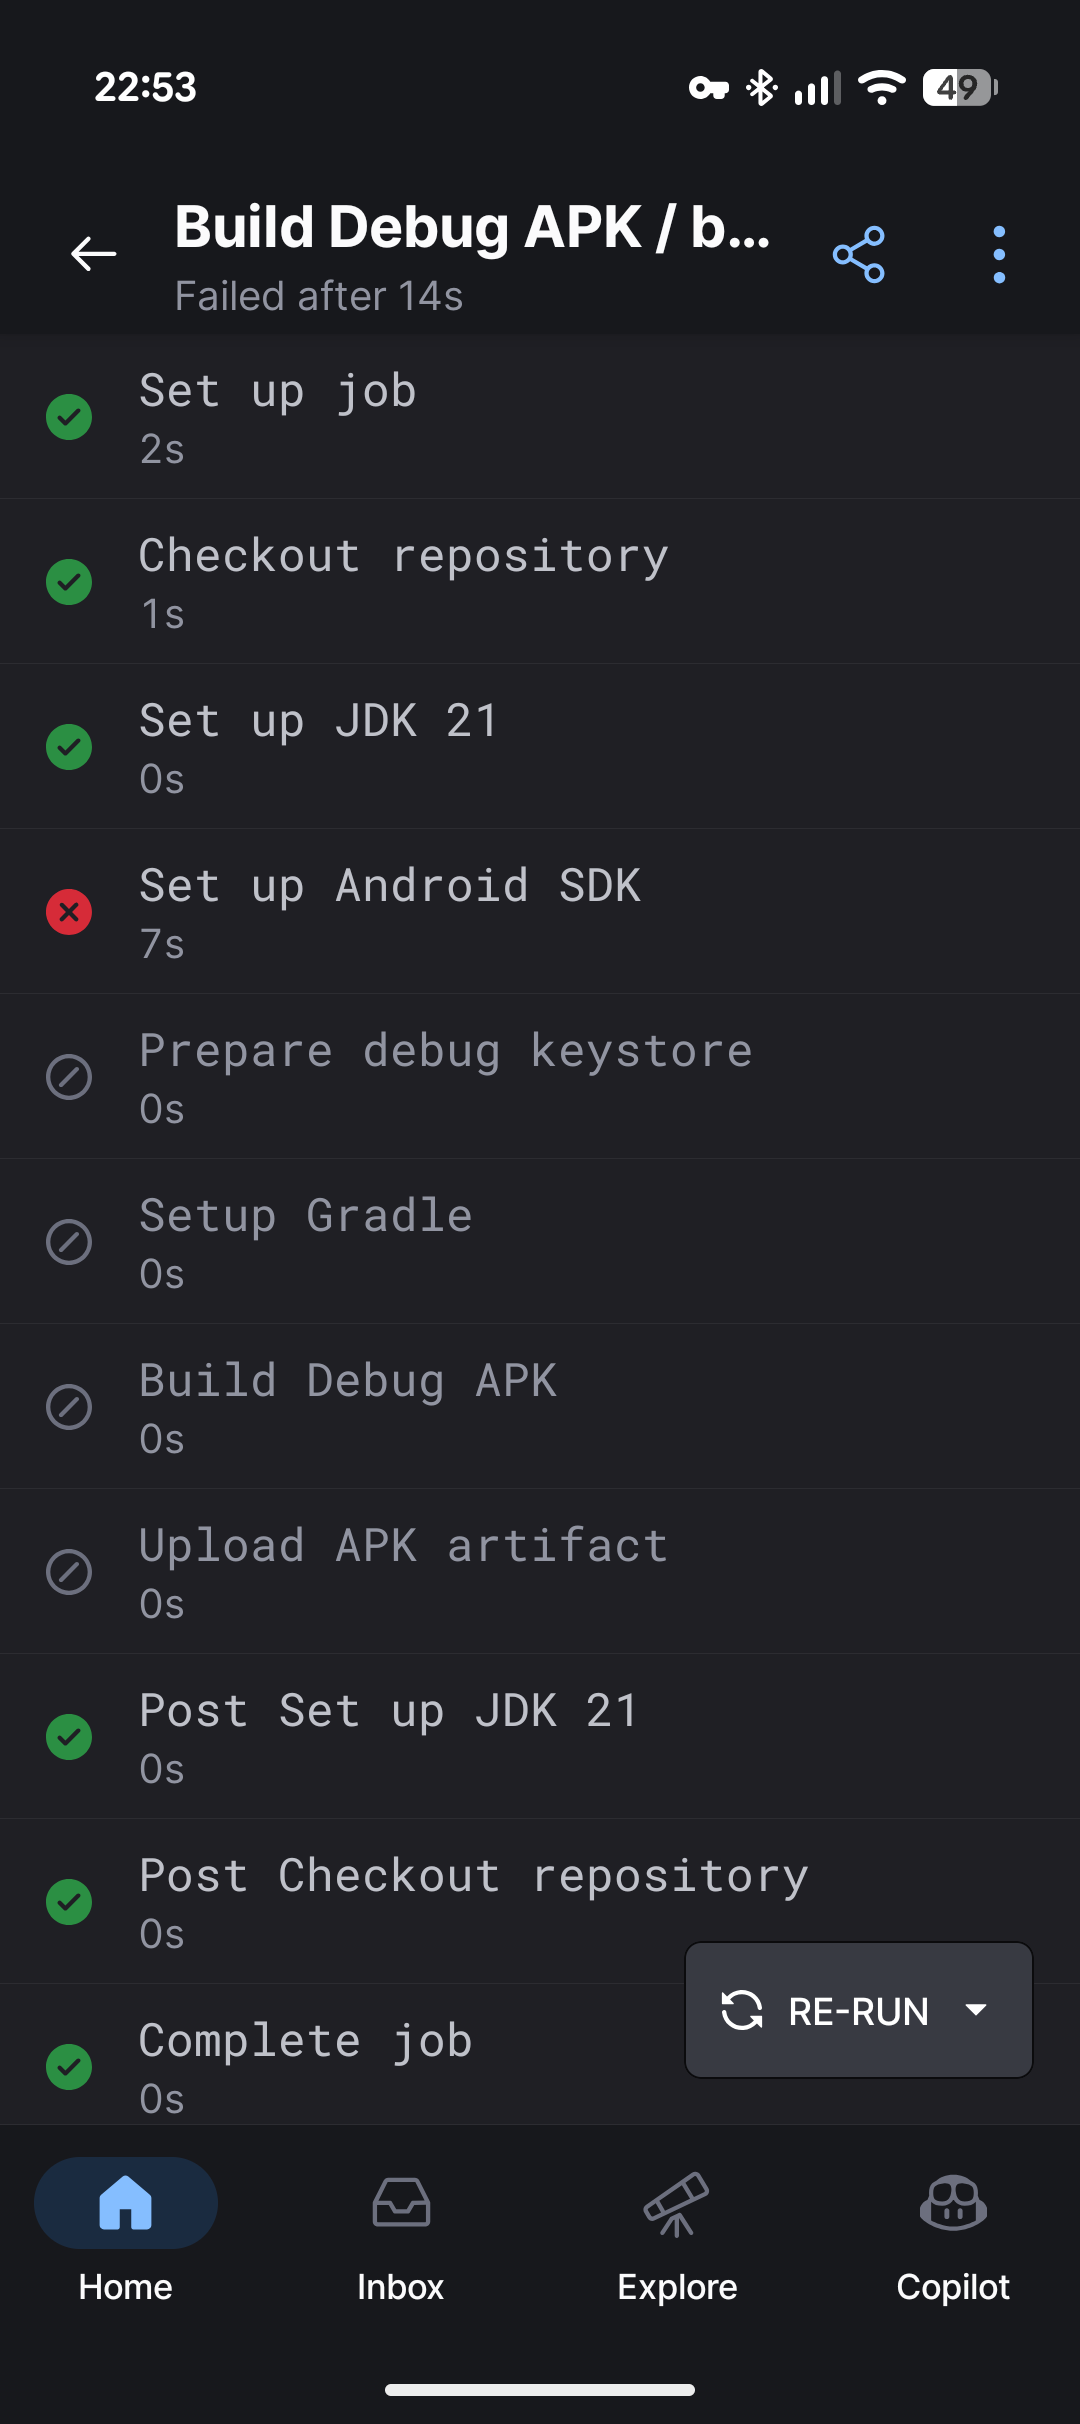 22:53
49
Build Debug APK / b...
Failed after 14s
Set up job
2s
Checkout repository
1s
Set up JDK 21
0s
Set up Android SDK
7s
Prepare debug keystore
0s
Setup Gradle
0s
Build Debug APK
0s
Upload APK artifact
0s
Post Set up JDK 21
0s
Post Checkout repository
0s
RE-RUN
Complete job
0s
Home
Inbox
Explore
Copilot